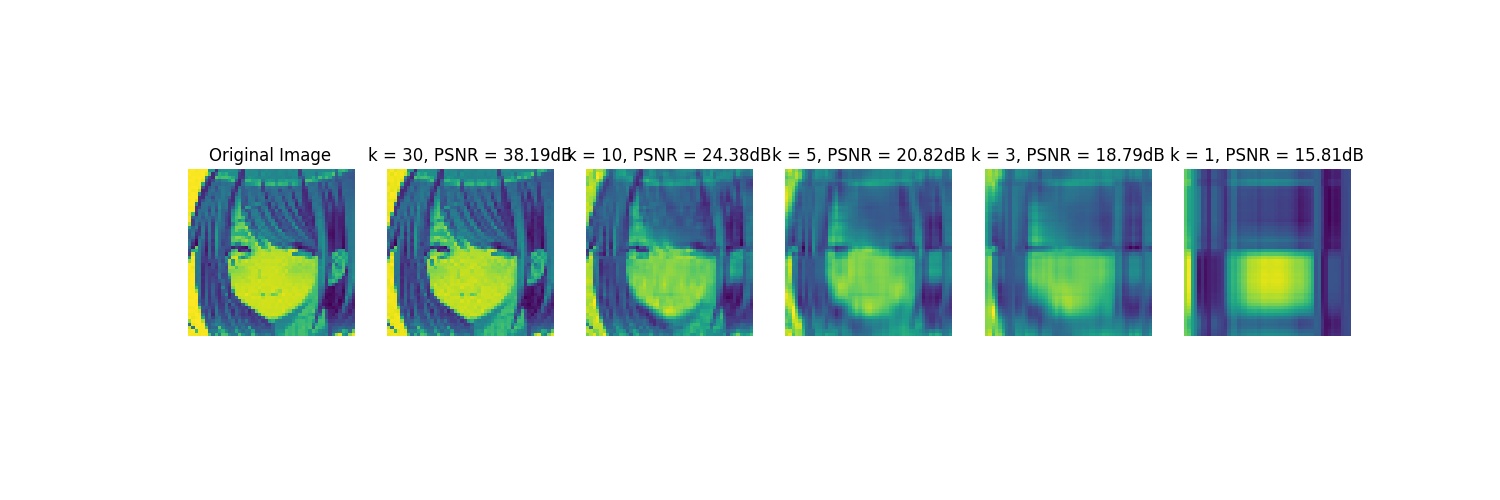 Original Image
k = 30, PSNR = 38.19dB
k = 10, PSNR = 24.38dB
k = 5, PSNR = 20.82dB
k = 3, PSNR = 18.79dB
k = 1, PSNR = 15.81dB